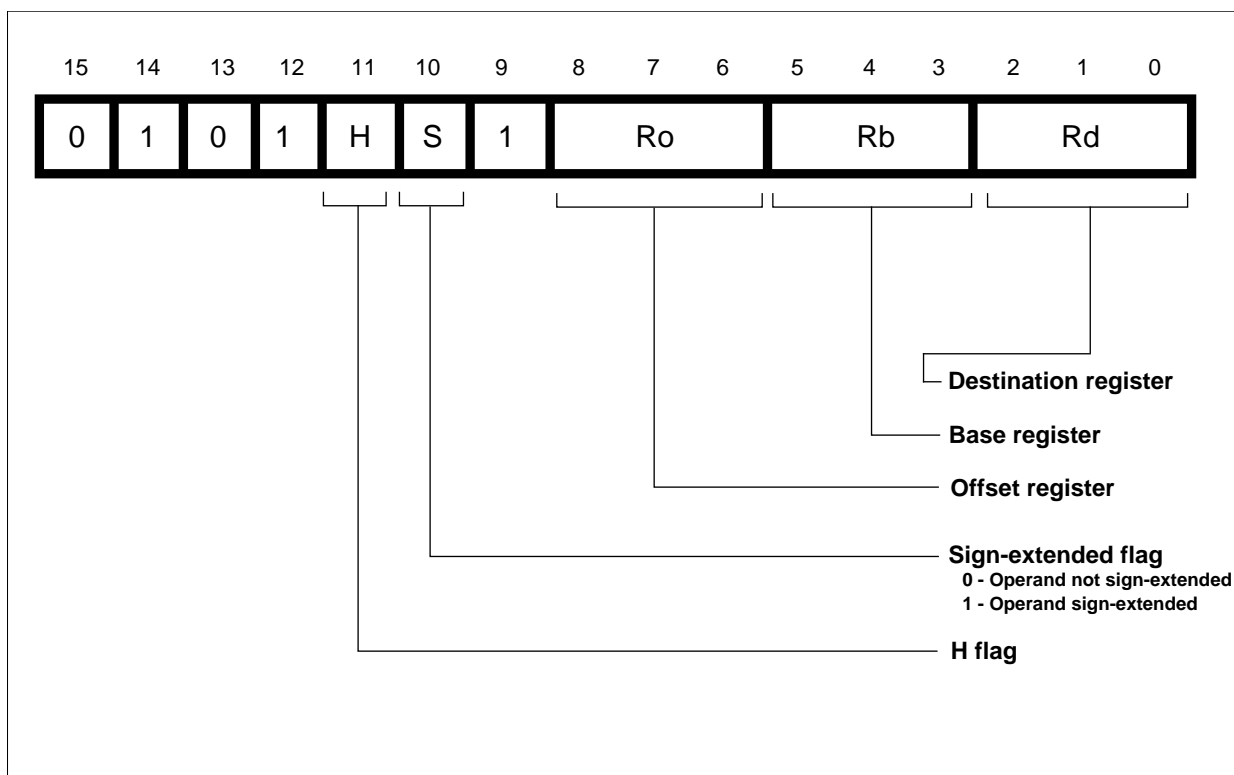 15 14 13 12 11 10 9 8 7 6 5 4 3 2 1 0
0 1 0 1 H S 1 Ro Rb Rd
Destination register
Base register
Offset register
Sign-extended flag
0 - Operand not sign-extended
1 - Operand sign-extended
H flag